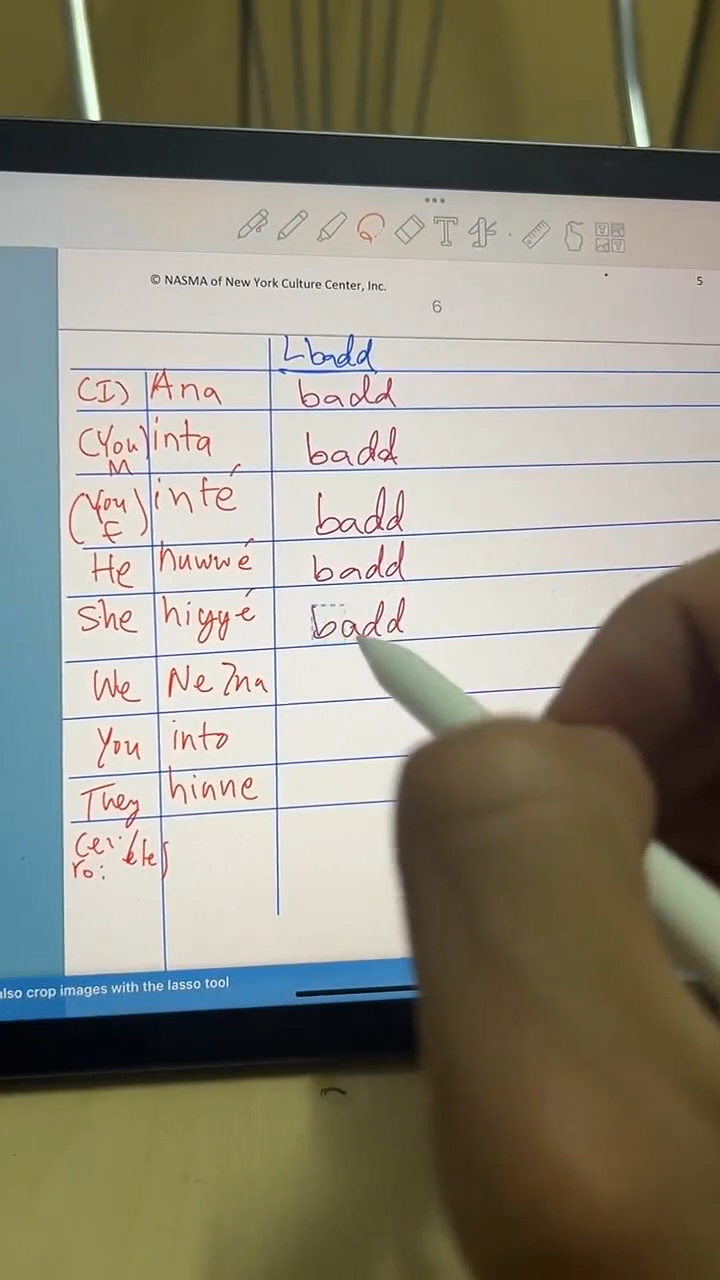 © NASMA of New York Culture Center, Inc.
5
6
Lbadd
(I) Ana badd
(You) M inta badd
(You) F inté badd
He huwwé badd
She hiyyé badd
We Ne7na
You into
They hinne
also crop images with the lasso tool